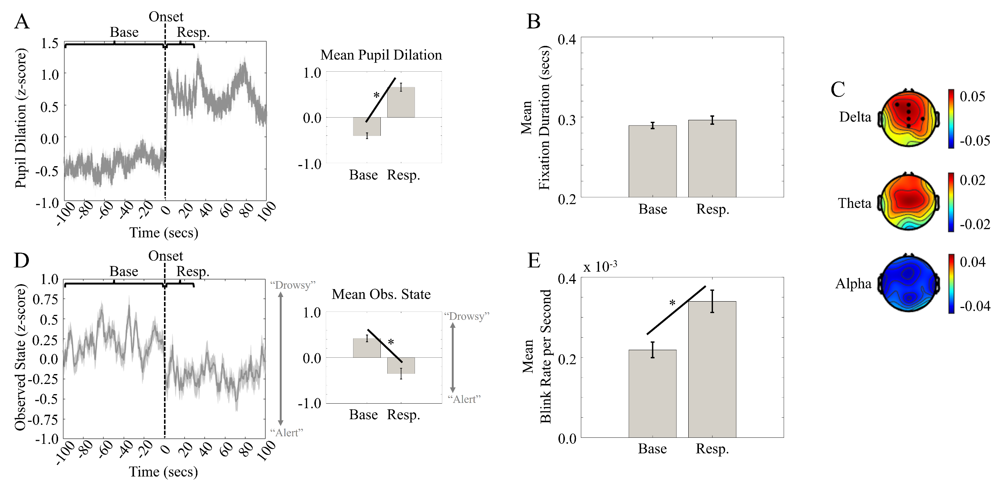 A
Onset
Base
Resp.
1.5
1.0
0.5
0.0
-0.5
-1.0
Pupil Dilation (z-score)
-100
-80
-60
-40
-20
0
20
40
60
80
100
Time (secs)
Mean Pupil Dilation
1.0
0.0
-1.0
*
Base
Resp.
B
0.4
0.3
0.2
Mean
Fixation Duration (secs)
Base
Resp.
C
Delta
0.05
-0.05
Theta
0.02
-0.02
Alpha
0.04
-0.04
D
Onset
Base
Resp.
1.0
0.75
0.5
0.25
0.0
-0.25
-0.5
-0.75
-1.0
Observed State (z-score)
-100
-80
-60
-40
-20
0
20
40
60
80
100
Time (secs)
“Drowsy”
“Alert”
Mean Obs. State
1.0
0.0
-1.0
*
Base
Resp.
“Drowsy”
“Alert”
E
x 10-3
0.4
0.2
0.0
Mean
Blink Rate per Second
*
Base
Resp.